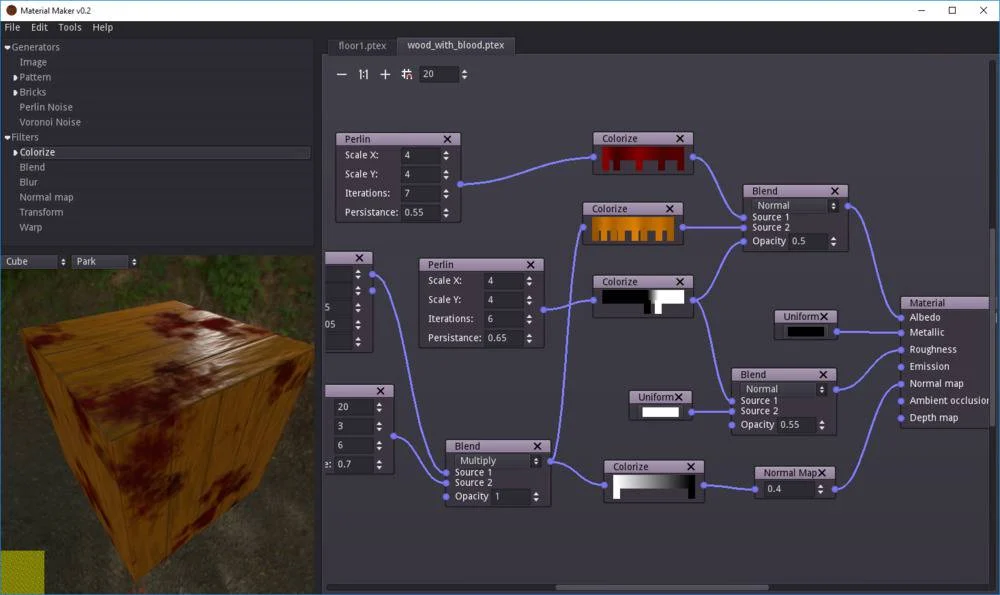 Material Maker v0.2
File Edit Tools Help
Generators
Image
Pattern
Bricks
Perlin Noise
Voronoi Noise
Filters
Colorize
Blend
Blur
Normal map
Transform
Warp
Cube Park
floor1.ptex wood_with_blood.ptex
1:1 20
Perlin
Scale X: 4
Scale Y: 4
Iterations: 7
Persistance: 0.55
Colorize
Colorize
Blend
Normal
Source 1
Source 2
Opacity 0.5
5
05
Perlin
Scale X: 4
Scale Y: 4
Iterations: 6
Persistance: 0.65
Colorize
Uniform
Material
Albedo
Metallic
Roughness
Emission
Normal map
Ambient occlusion
Depth map
20
3
6
e: 0.7
Uniform
Blend
Normal
Source 1
Source 2
Opacity 0.55
Blend
Multiply
Source 1
Source 2
Opacity 1
Colorize
Normal Map
0.4